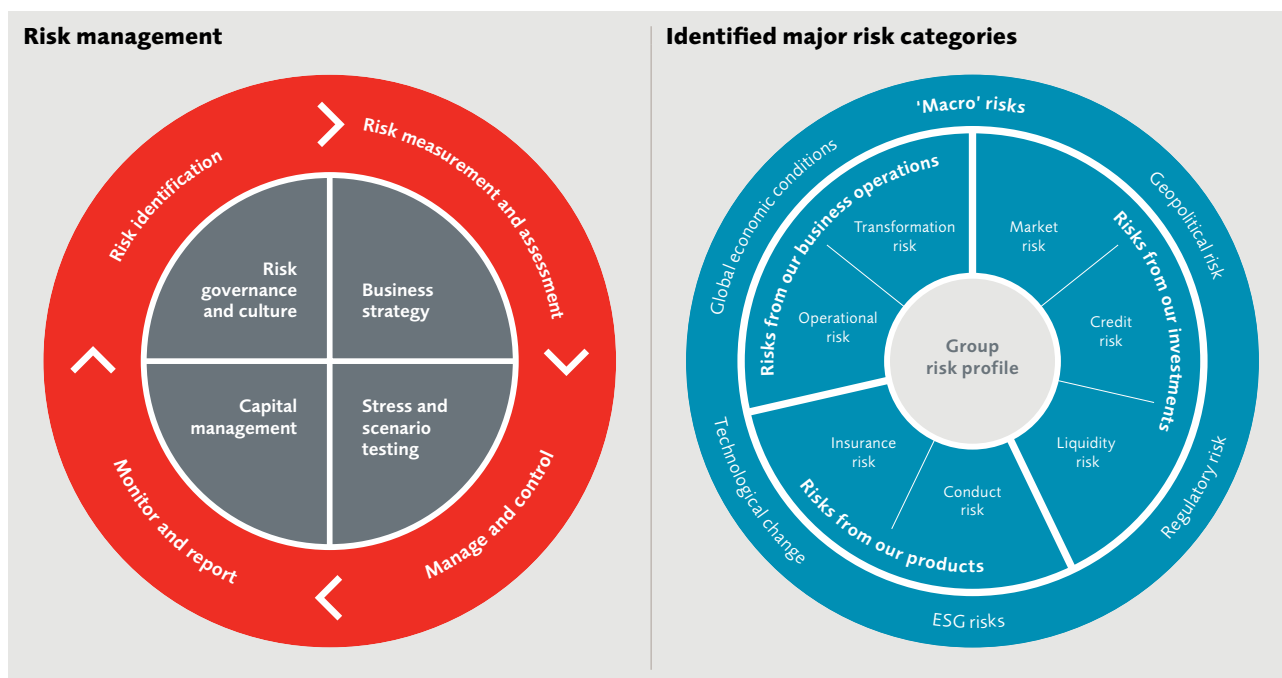 Risk management
Risk identification
Risk measurement and assessment
Manage and control
Monitor and report
Risk
governance
and culture
Business
strategy
Capital
management
Stress and
scenario
testing
Identified major risk categories
‘Macro’ risks
Global economic conditions
Geopolitical risk
Regulatory risk
ESG risks
Technological change
Risks from our business operations
Transformation
risk
Operational
risk
Risks from our investments
Market
risk
Credit
risk
Liquidity
risk
Risks from our products
Insurance
risk
Conduct
risk
Group
risk profile